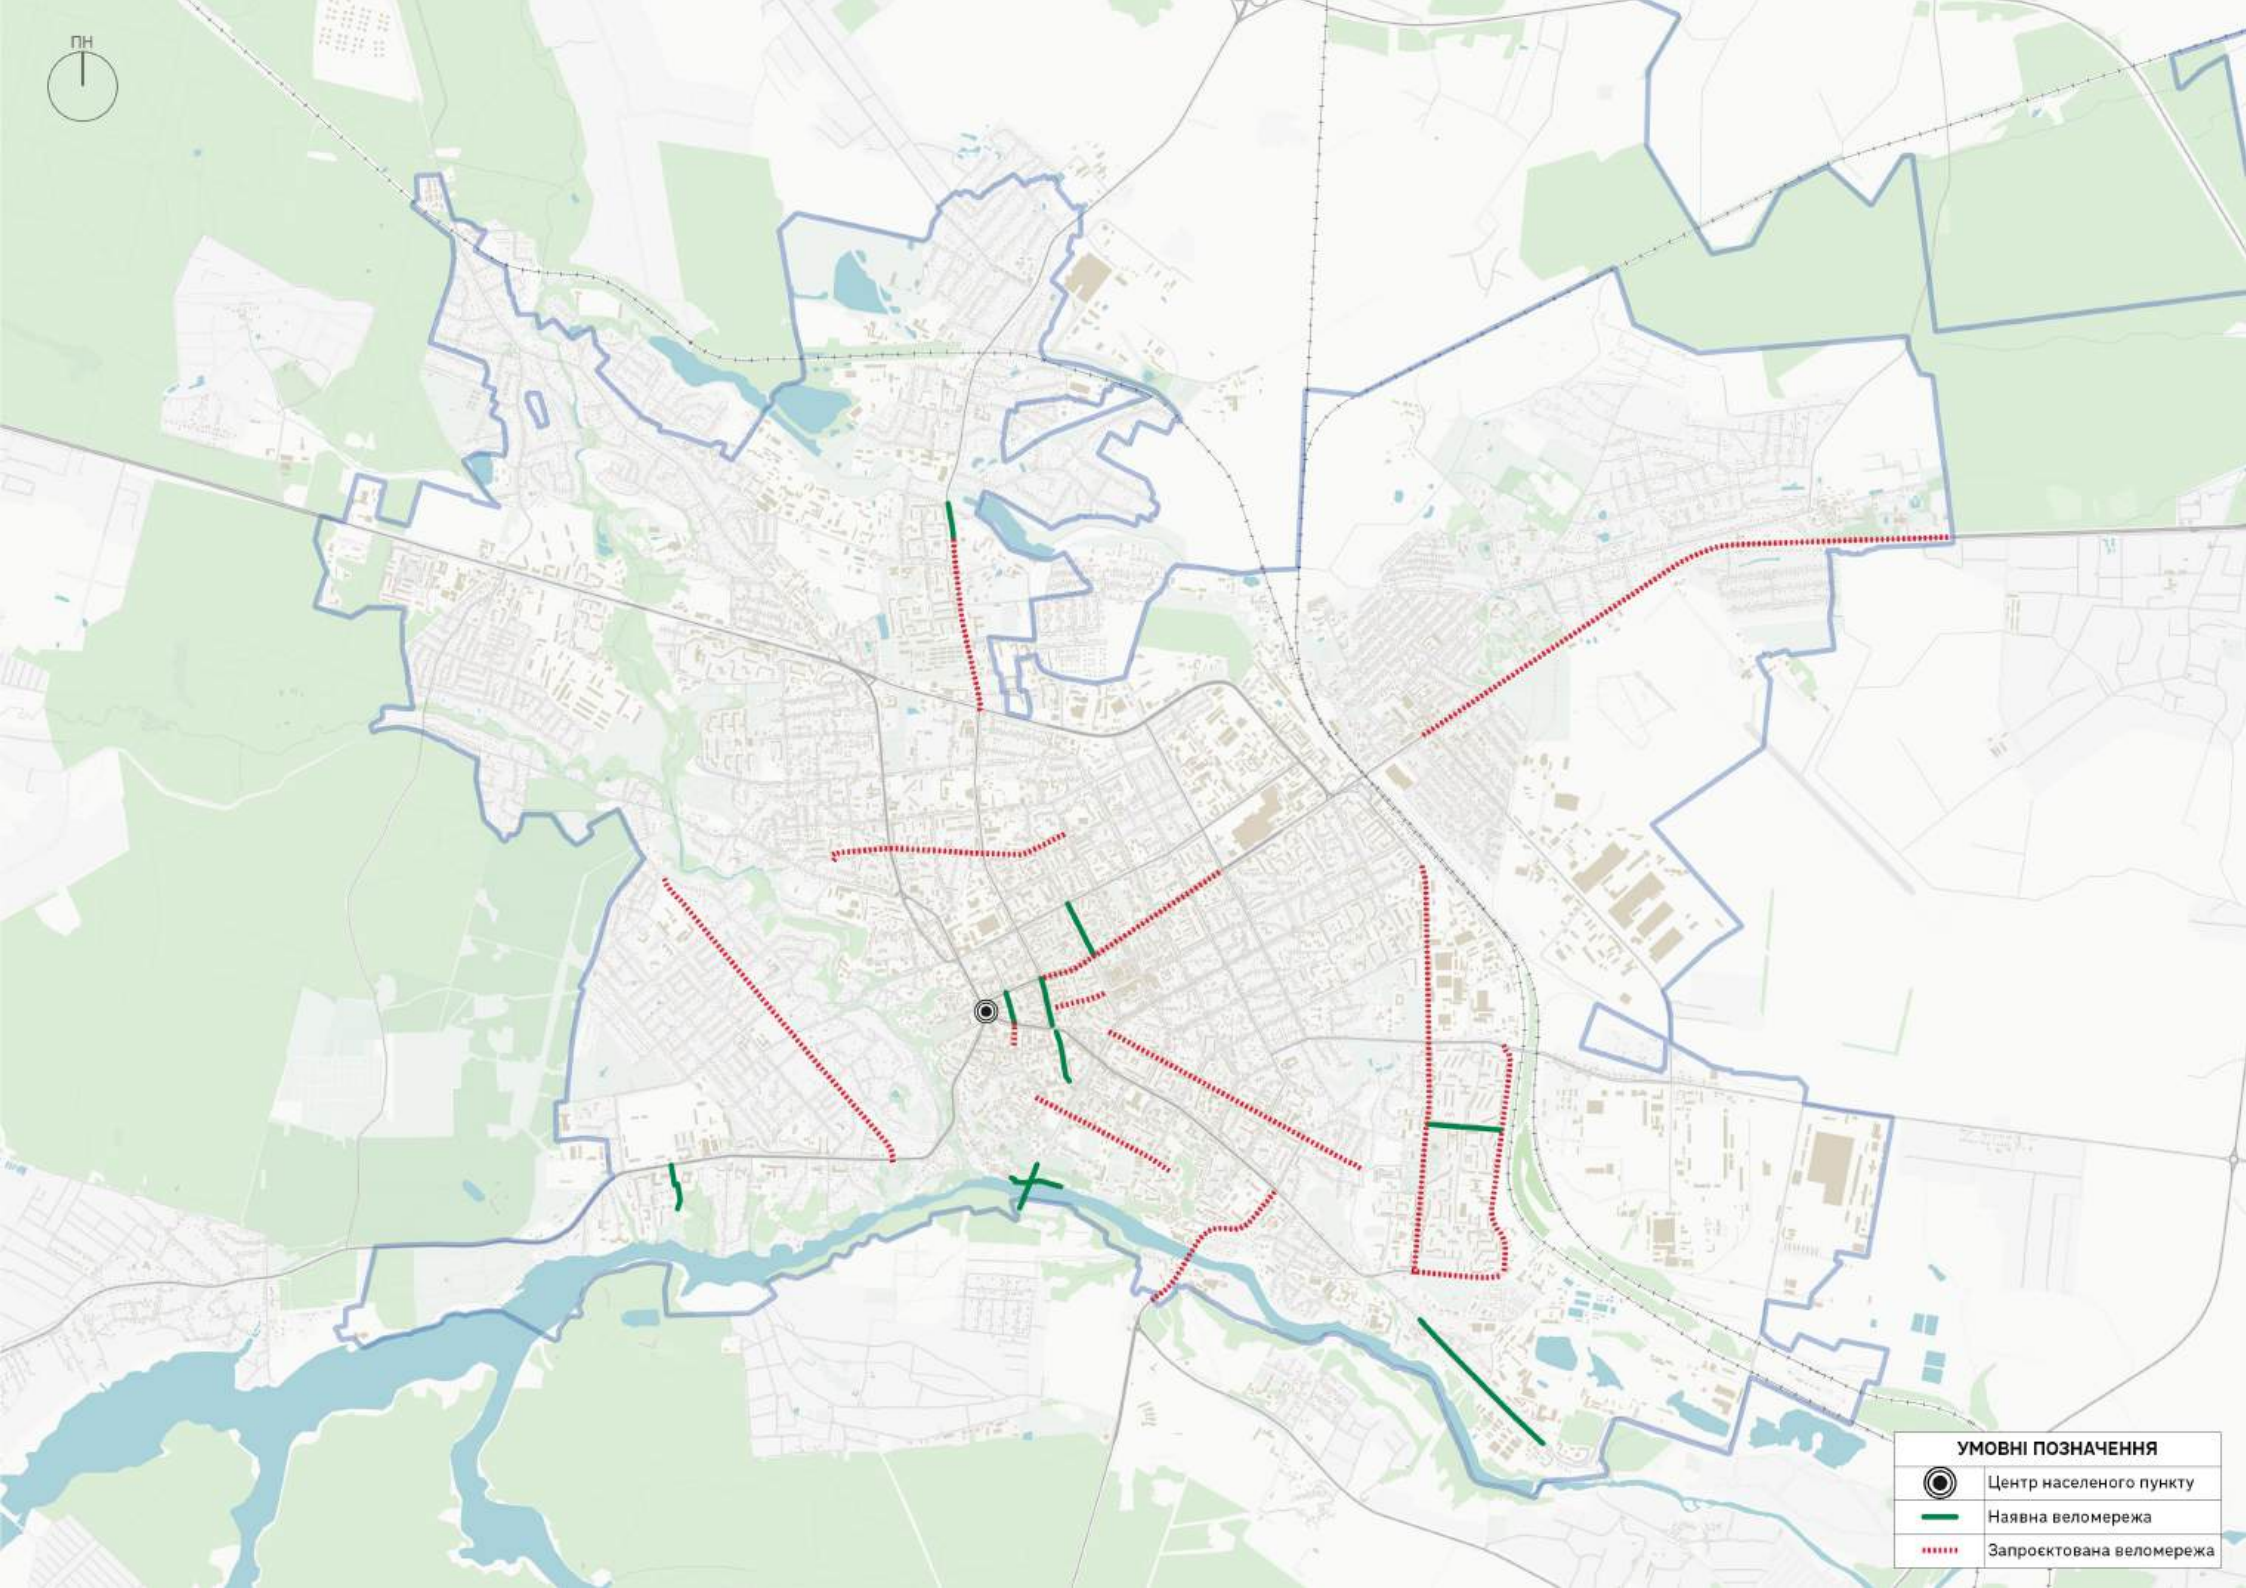 ПН
УМОВНІ ПОЗНАЧЕННЯ
Центр населеного пункту
Наявна веломережа
Запроєктована веломережа